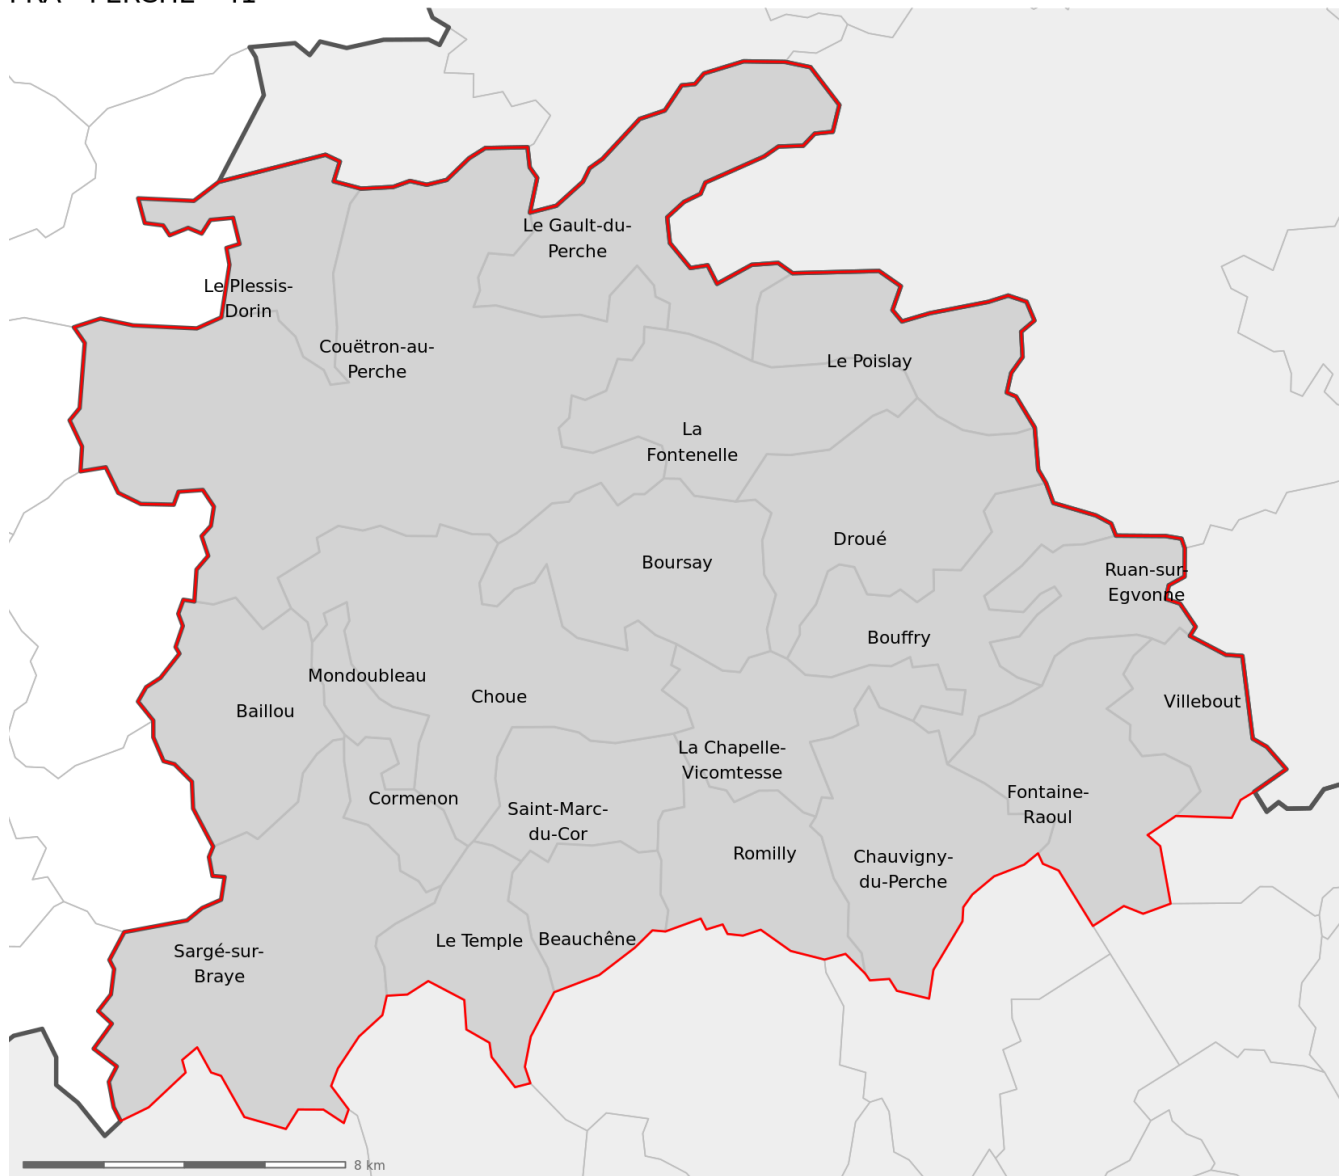 Le Gault-du-
Perche
Le Plessis-
Dorin
Couëtron-au-
Perche
Le Poislay
La
Fontenelle
Droué
Boursay
Ruan-sur-
Egvonne
Bouffry
Mondoubleau
Choue
Baillou
Villebout
La Chapelle-
Vicomtesse
Cormenon
Saint-Marc-
du-Cor
Fontaine-
Raoul
Romilly
Chauvigny-
du-Perche
Le Temple
Beauchêne
Sargé-sur-
Braye
8 km